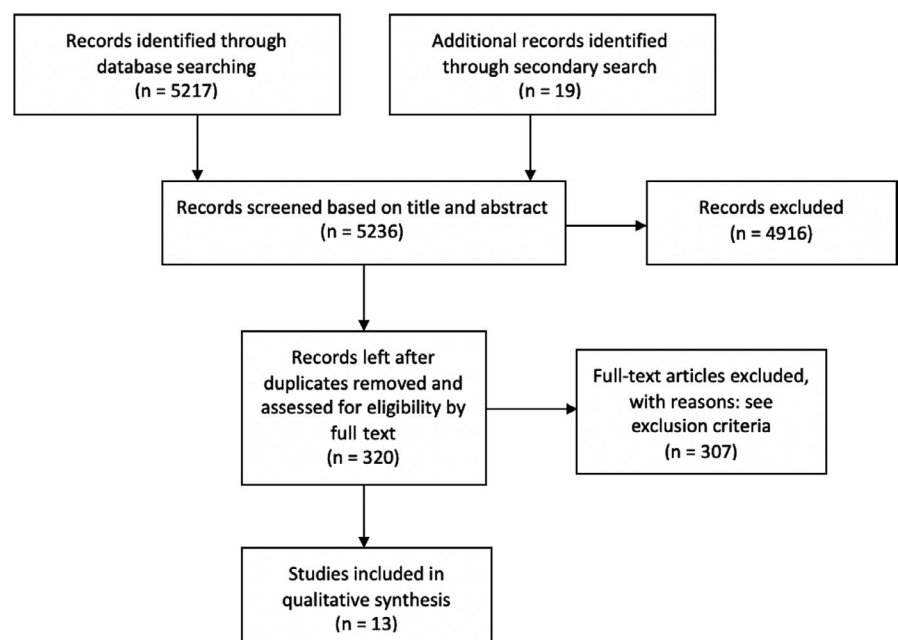 Records identified through
database searching
(n = 5217)
Additional records identified
through secondary search
(n = 19)
Records screened based on title and abstract
(n = 5236)
Records excluded
(n = 4916)
Records left after
duplicates removed and
assessed for eligibility by
full text
(n = 320)
Full-text articles excluded,
with reasons: see
exclusion criteria
(n = 307)
Studies included in
qualitative synthesis
(n = 13)